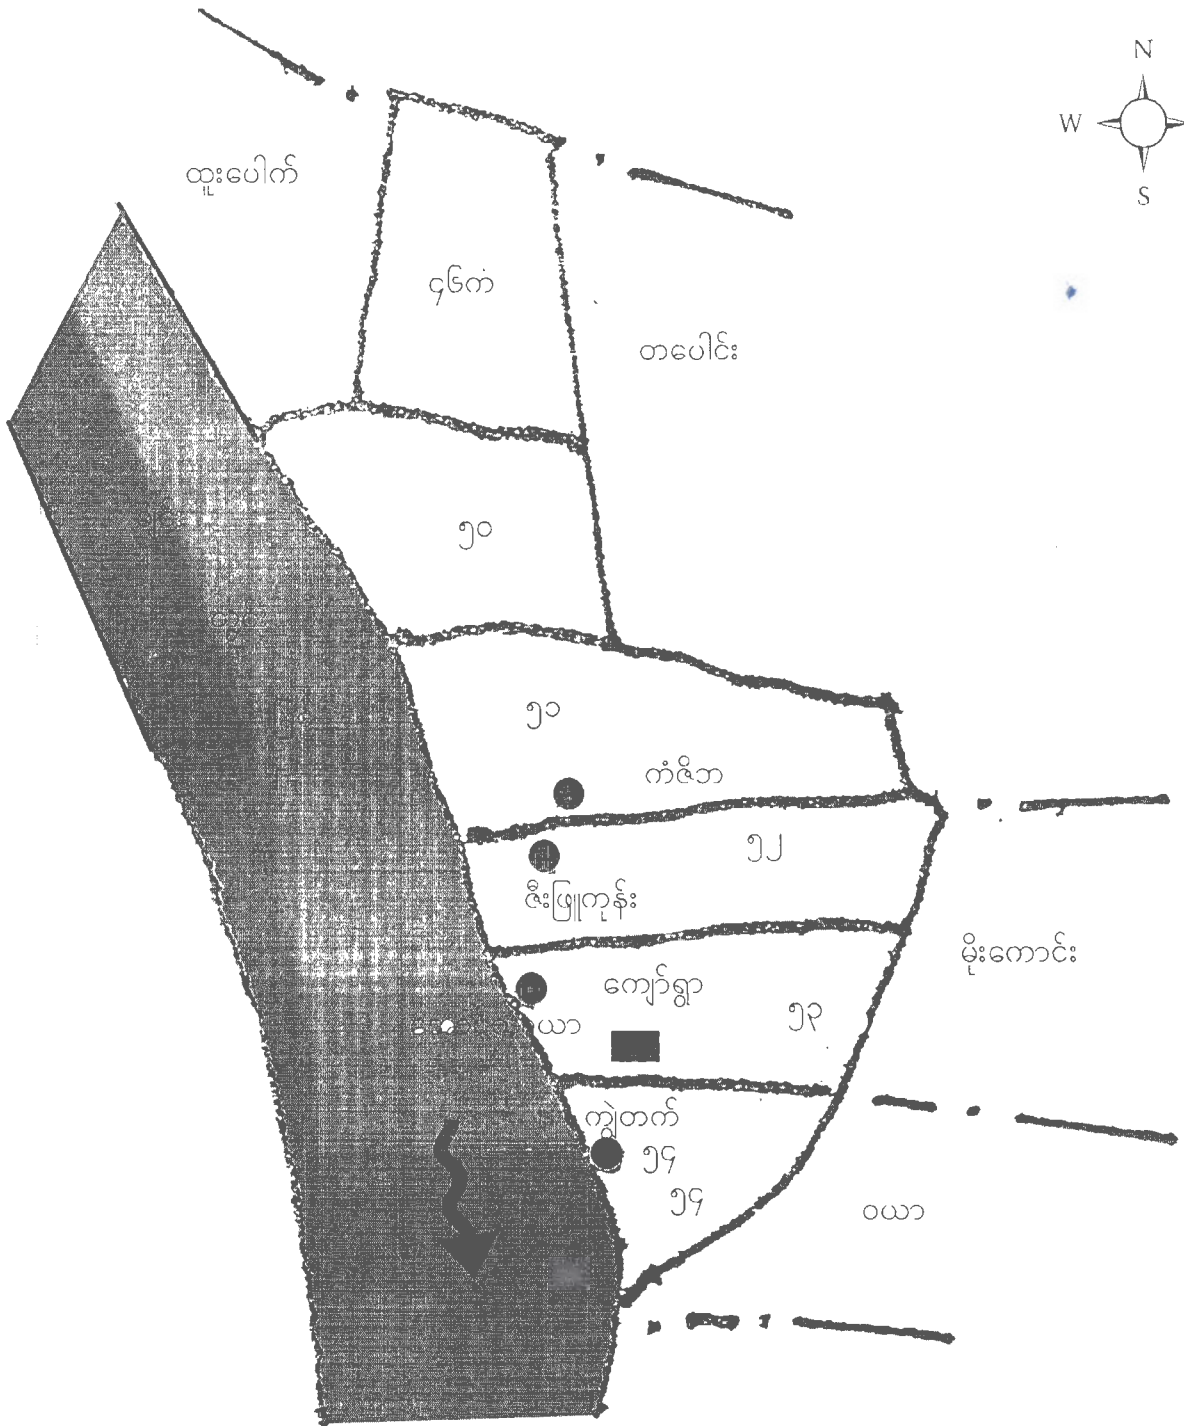 N
W
S
ထူးပေါက်
၄၆ကံ
တပေါင်း
၅၀
၅၁
ကံဇိဘ
၅၂
ဇီးဖြူကုန်း
မိုးကောင်း
ကျော်ရွာ
၅၃
ယာ
ကျွဲတက်
၅၄
၅၄
ဝယာ